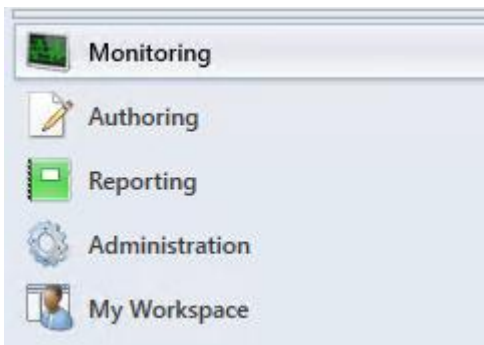 Monitoring
Authoring
Reporting
Administration
My Workspace